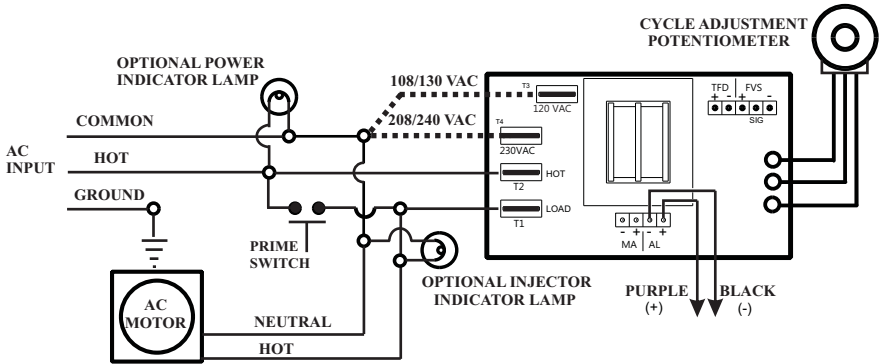 CYCLE ADJUSTMENT
POTENTIOMETER
OPTIONAL POWER
INDICATOR LAMP
108/130 VAC
T3
120 VAC
TFD FVS
+ - + -
SIG
COMMON
208/240 VAC
T4
230VAC
AC
INPUT
HOT
HOT
T2
GROUND
LOAD
T1
- + - +
MA AL
PRIME
SWITCH
OPTIONAL INJECTOR
INDICATOR LAMP
PURPLE
(+)
BLACK
(-)
AC
MOTOR
NEUTRAL
HOT